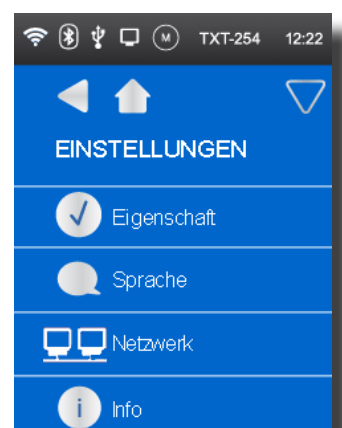 M TXT-254 12:22
EINSTELLUNGEN
Eigenschaft
Sprache
Netzwerk
i Info